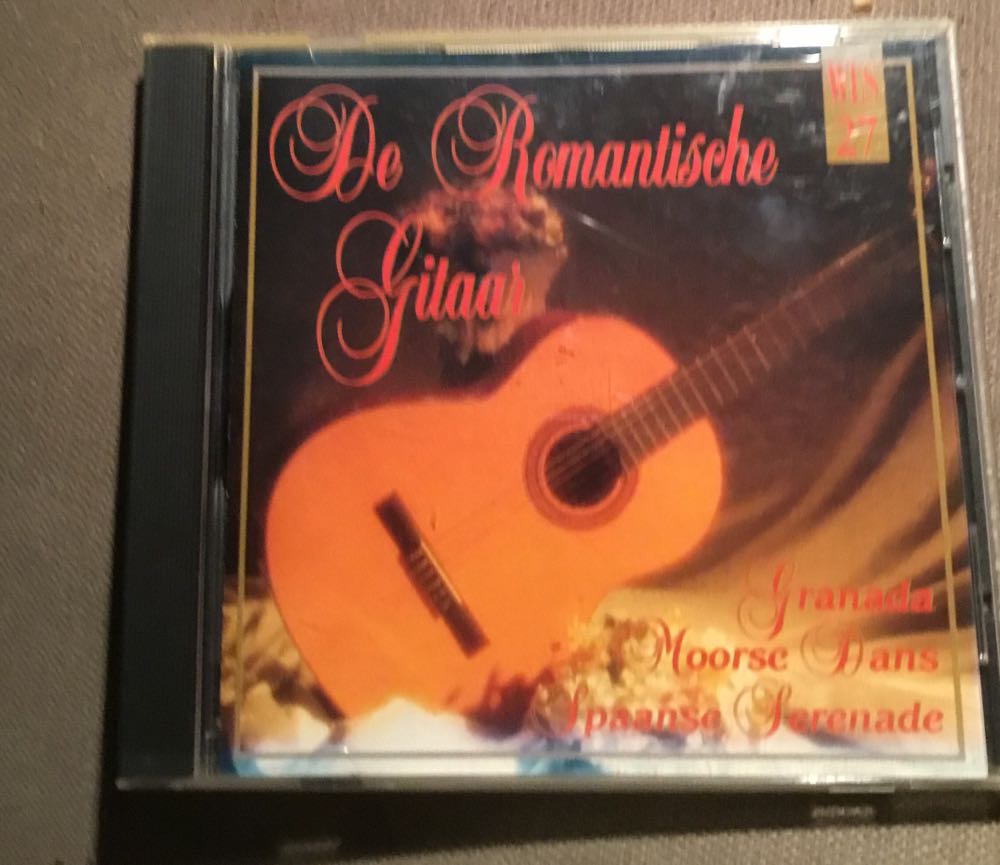 De Romantische
Gitaar
WIS
27
Granada
Moorse Dans
Spaanse Serenade